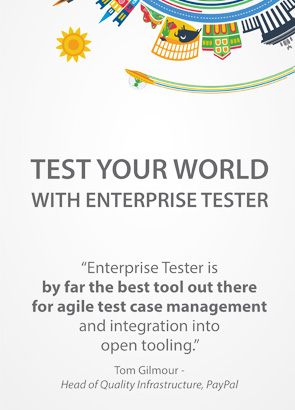 TEST YOUR WORLD
WITH ENTERPRISE TESTER
“Enterprise Tester is
by far the best tool out there
for agile test case management
and integration into
open tooling.”
Tom Gilmour -
Head of Quality Infrastructure, PayPal